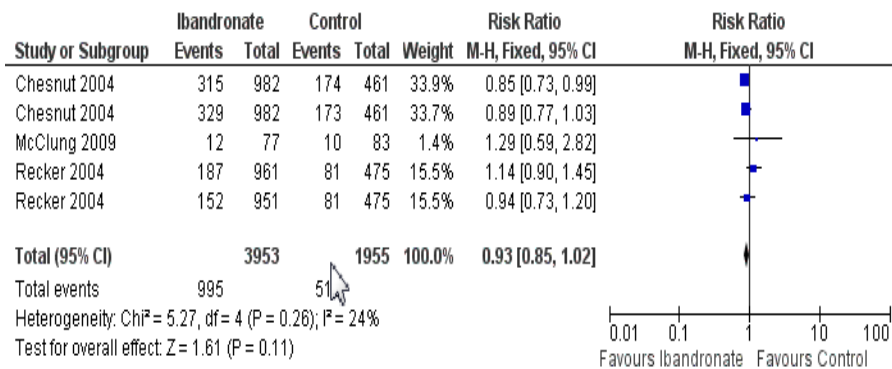 Ibandronate Control Risk Ratio Risk Ratio
Study or Subgroup Events Total Events Total Weight M-H, Fixed, 95% CI M-H, Fixed, 95% CI
Chesnut 2004 315 982 174 461 33.9% 0.85 [0.73, 0.99]
Chesnut 2004 329 982 173 461 33.7% 0.89 [0.77, 1.03]
McClung 2009 12 77 10 83 1.4% 1.29 [0.59, 2.82]
Recker 2004 187 961 81 475 15.5% 1.14 [0.90, 1.45]
Recker 2004 152 951 81 475 15.5% 0.94 [0.73, 1.20]
Total (95% CI) 3953 1955 100.0% 0.93 [0.85, 1.02]
Total events 995
Heterogeneity: Chi² = 5.27, df = 4 (P = 0.26); I² = 24%
Test for overall effect: Z = 1.61 (P = 0.11)
0.01 0.1 1 10 100
Favours Ibandronate Favours Control